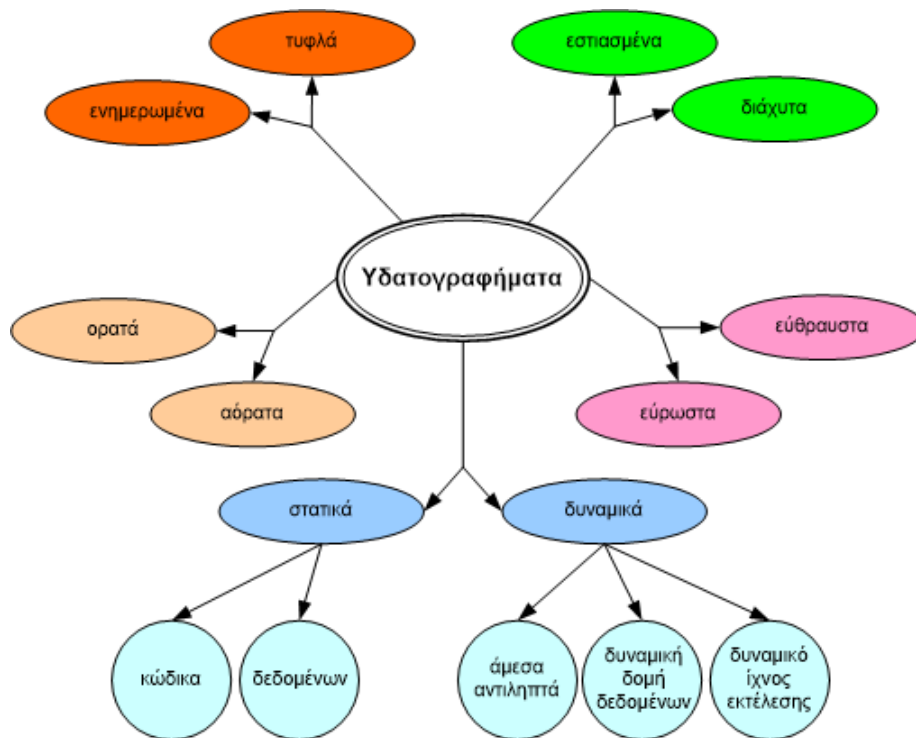 τυφλά
εστιασμένα
ενημερωμένα
διάχυτα
Υδατογραφήματα
ορατά
εύθραυστα
αόρατα
εύρωστα
στατικά
δυναμικά
κώδικα
δεδομένων
άμεσα
αντιληπτά
δυναμική
δομή
δεδομένων
δυναμικό
ίχνος
εκτέλεσης